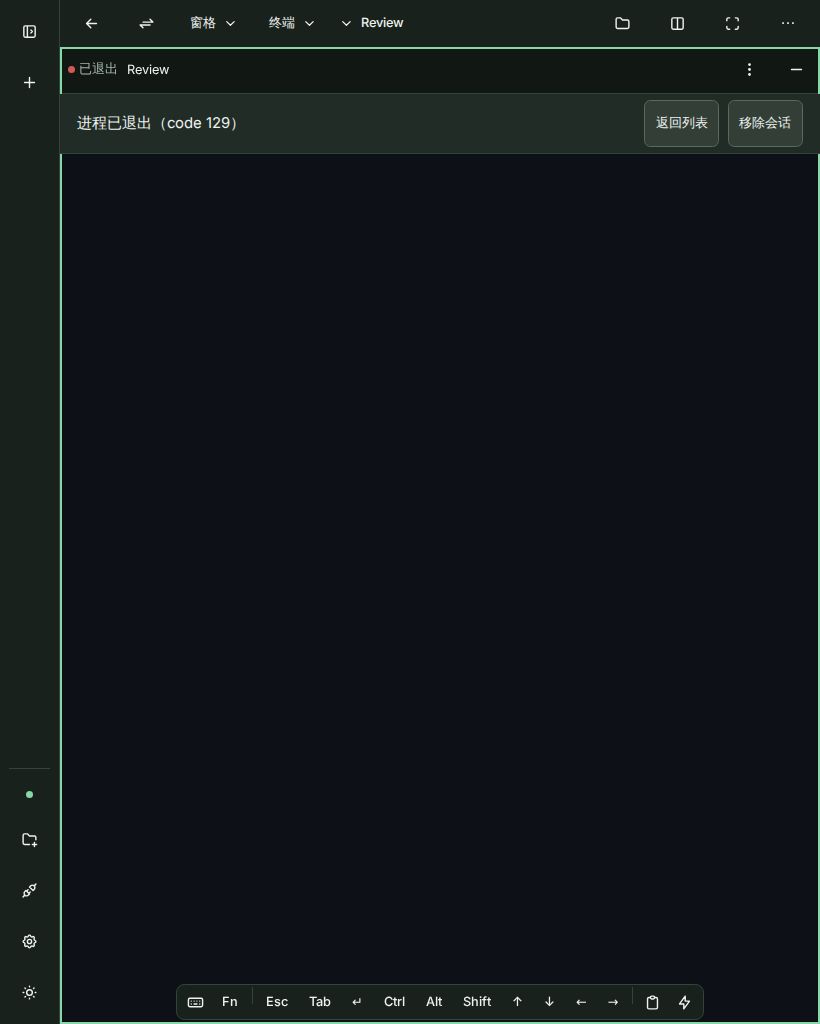 窗格 终端 Review
已退出 Review
进程已退出（code 129） 返回列表 移除会话
Fn Esc Tab ↵ Ctrl Alt Shift ↑ ↓ ← →